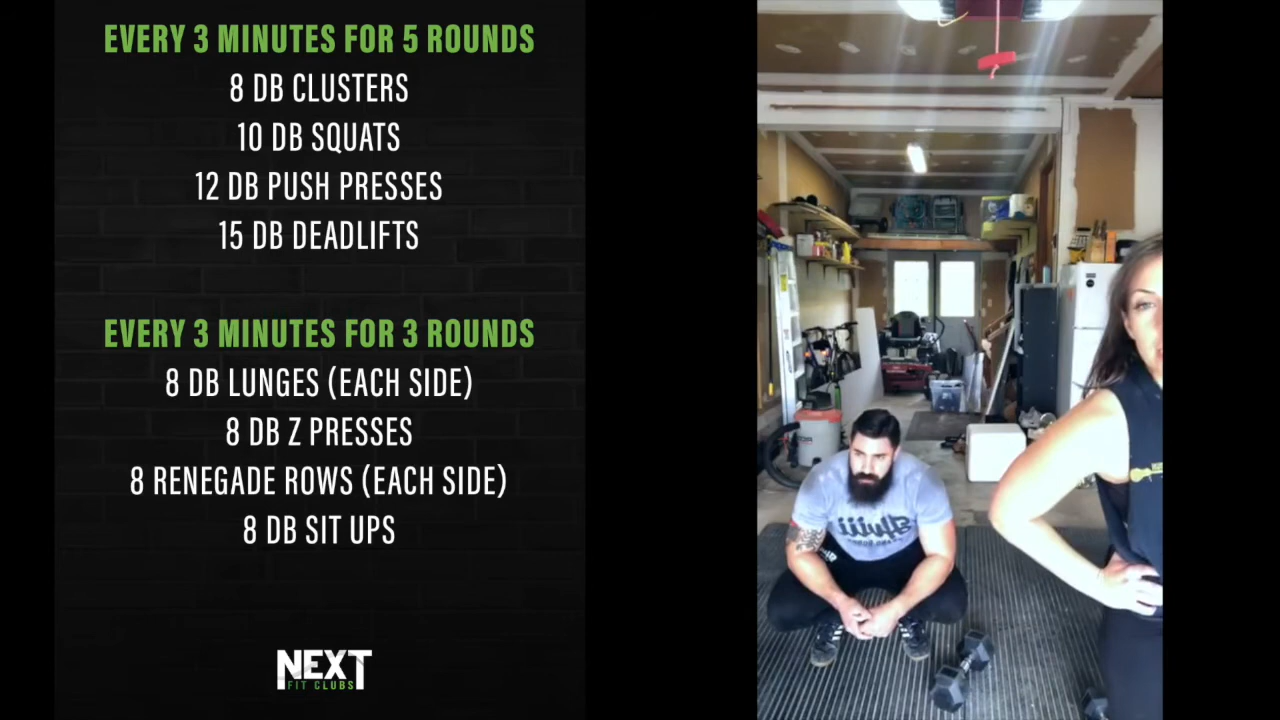 EVERY 3 MINUTES FOR 5 ROUNDS
8 DB CLUSTERS
10 DB SQUATS
12 DB PUSH PRESSES
15 DB DEADLIFTS
EVERY 3 MINUTES FOR 3 ROUNDS
8 DB LUNGES (EACH SIDE)
8 DB Z PRESSES
8 RENEGADE ROWS (EACH SIDE)
8 DB SIT UPS
NEXT
FIT CLUBS